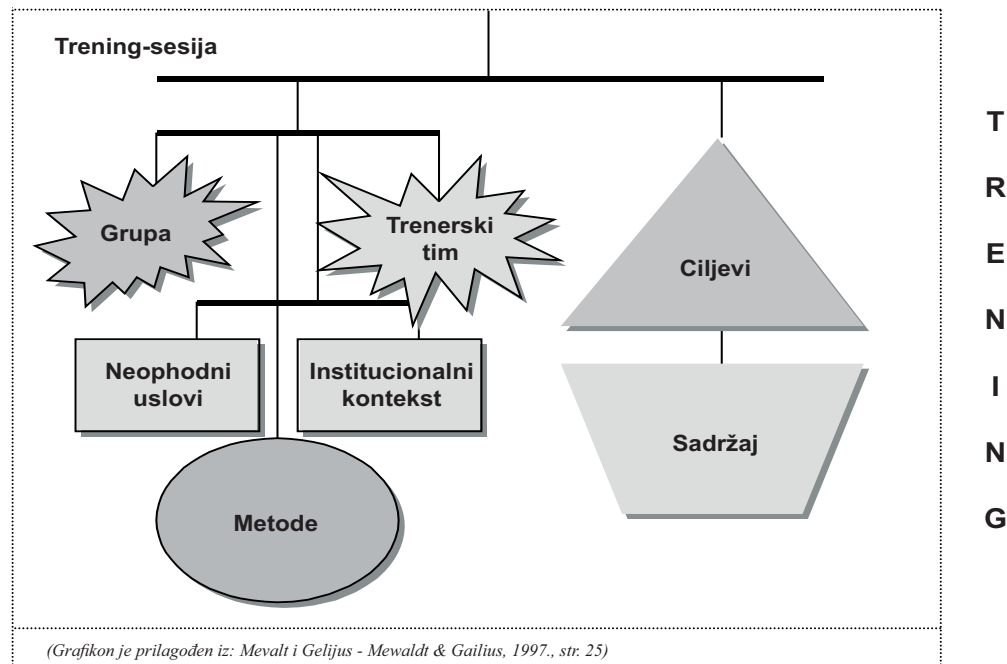 Trening-sesija
Grupa
Trenerski
tim
Ciljevi
Neophodni
uslovi
Institucionalni
kontekst
Sadržaj
Metode
(Grafikon je prilagođen iz: Mevalt i Gelijus - Mewaldt & Gailius, 1997., str. 25)
T
R
E
N
I
N
G